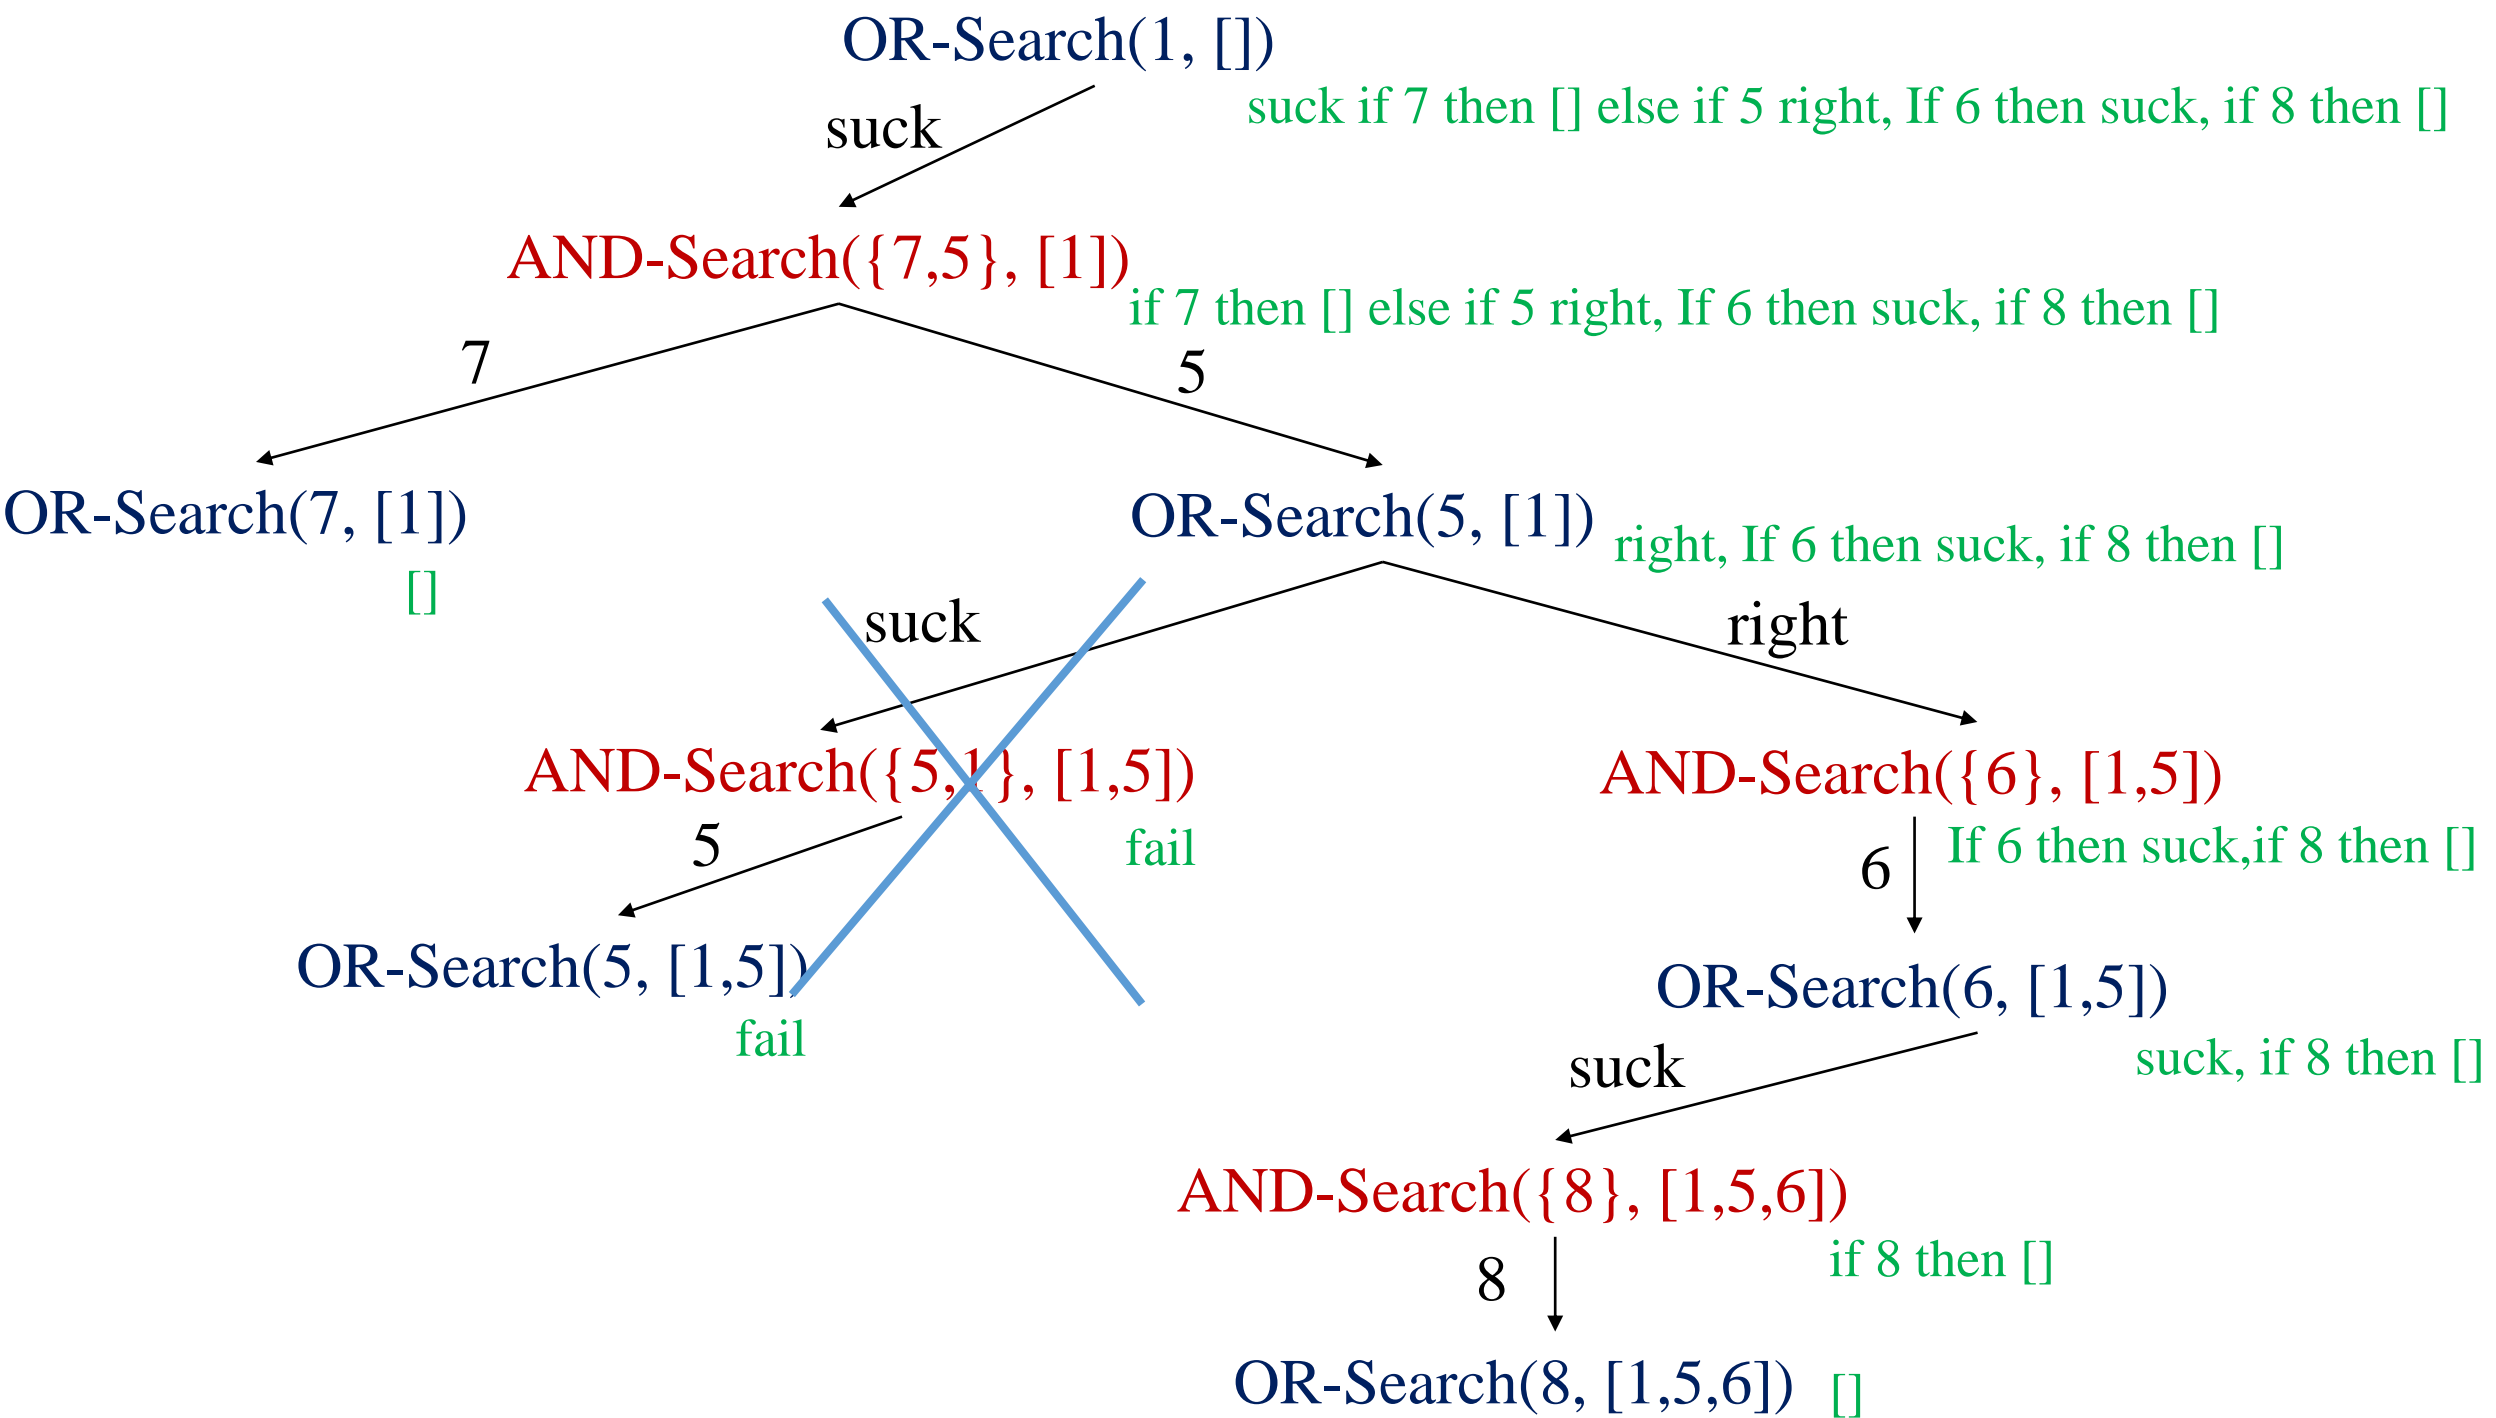 OR-Search(1, [])
suck if 7 then [] else if 5 right, If 6 then suck, if 8 then []
suck
AND-Search({7,5}, [1])
if 7 then [] else if 5 right, If 6 then suck, if 8 then []
7
5
OR-Search(7, [1])
[]
OR-Search(5, [1])
right, If 6 then suck, if 8 then []
suck
right
AND-Search({5,1}, [1,5])
fail
AND-Search({6}, [1,5])
If 6 then suck,if 8 then []
5
6
OR-Search(5, [1,5])
fail
OR-Search(6, [1,5])
suck, if 8 then []
suck
AND-Search({8}, [1,5,6])
if 8 then []
8
OR-Search(8, [1,5,6])
[]